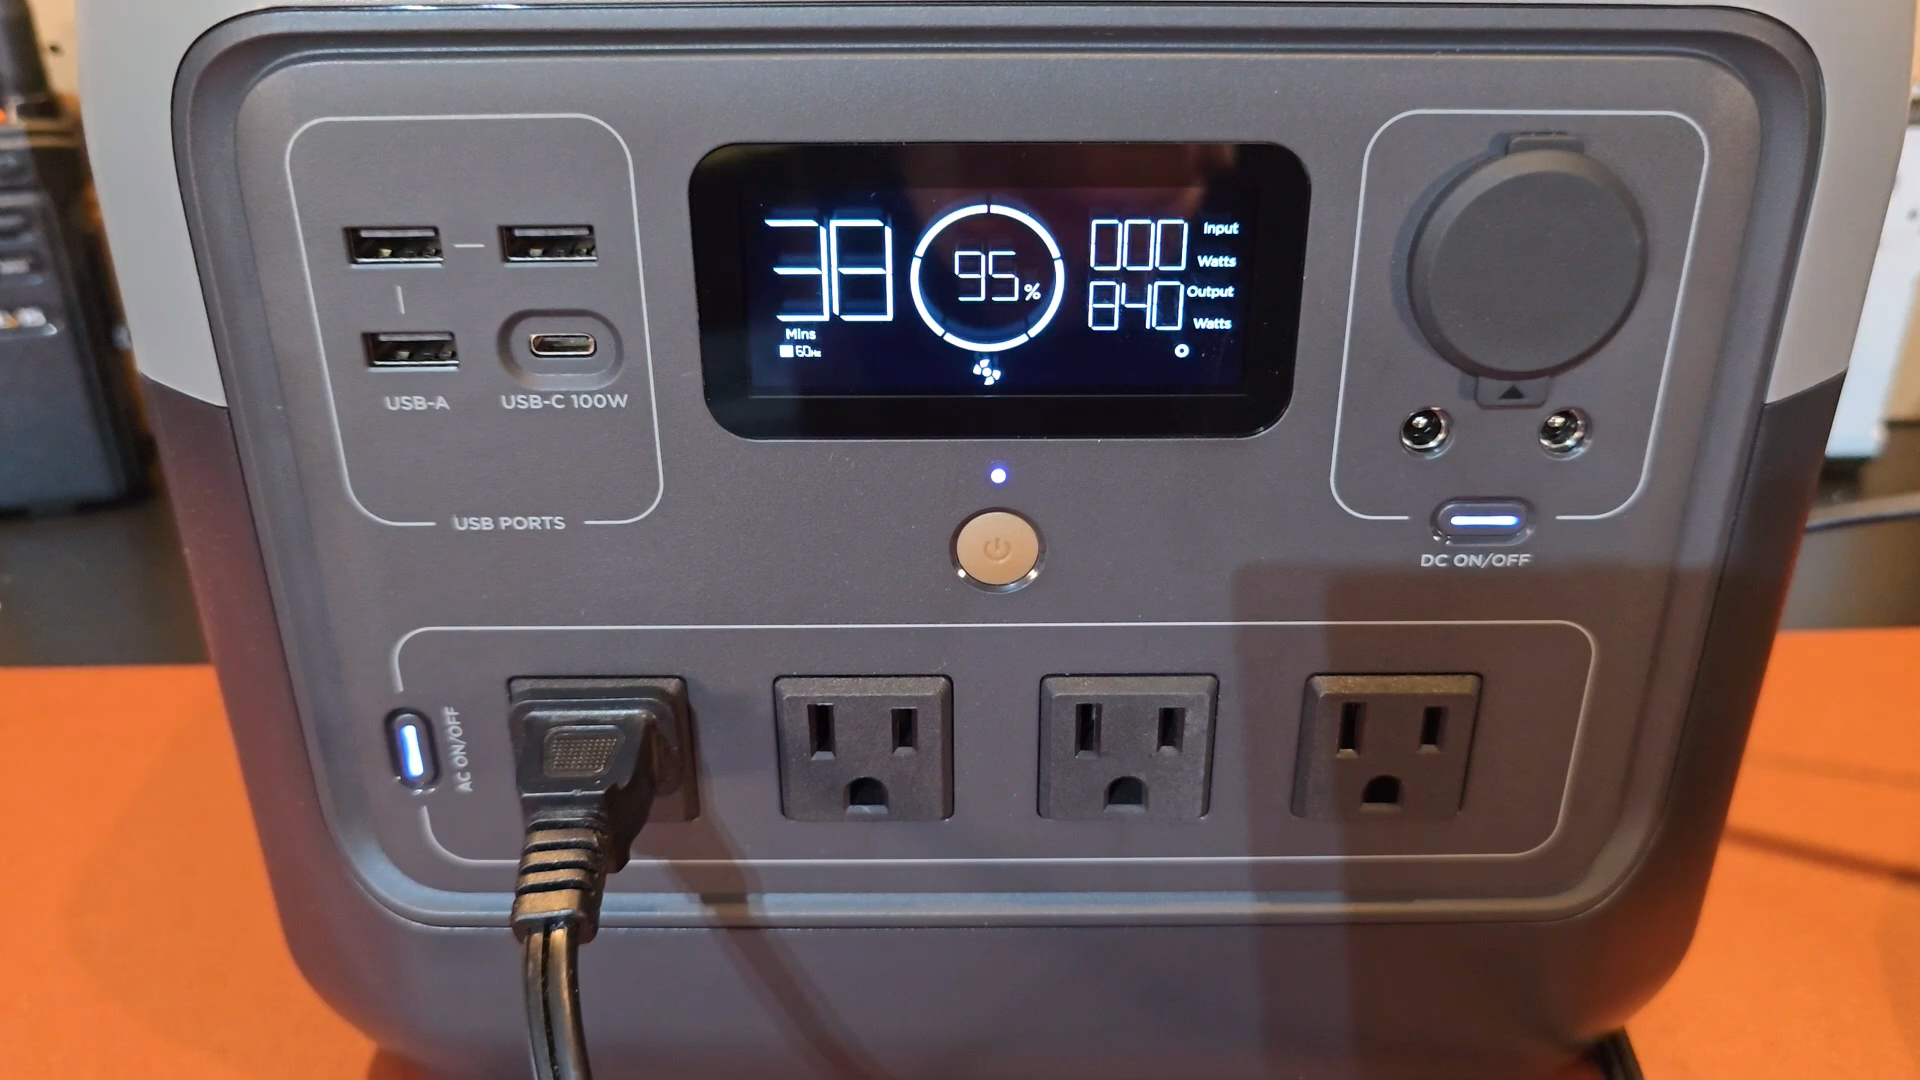 USB-A
USB-C 100W
USB PORTS
38
Mins
60Hz
95%
000 Input
Watts
840 Output
Watts
DC ON/OFF
AC ON/OFF